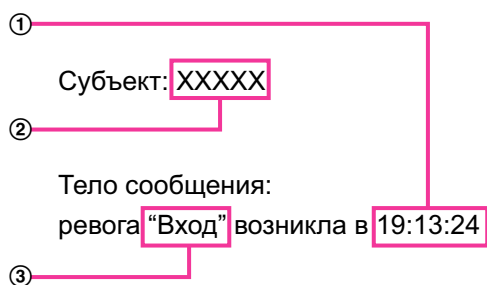 ①
Субъект: XXXXX
②
Тело сообщения:
ревога “Вход” возникла в 19:13:24
③